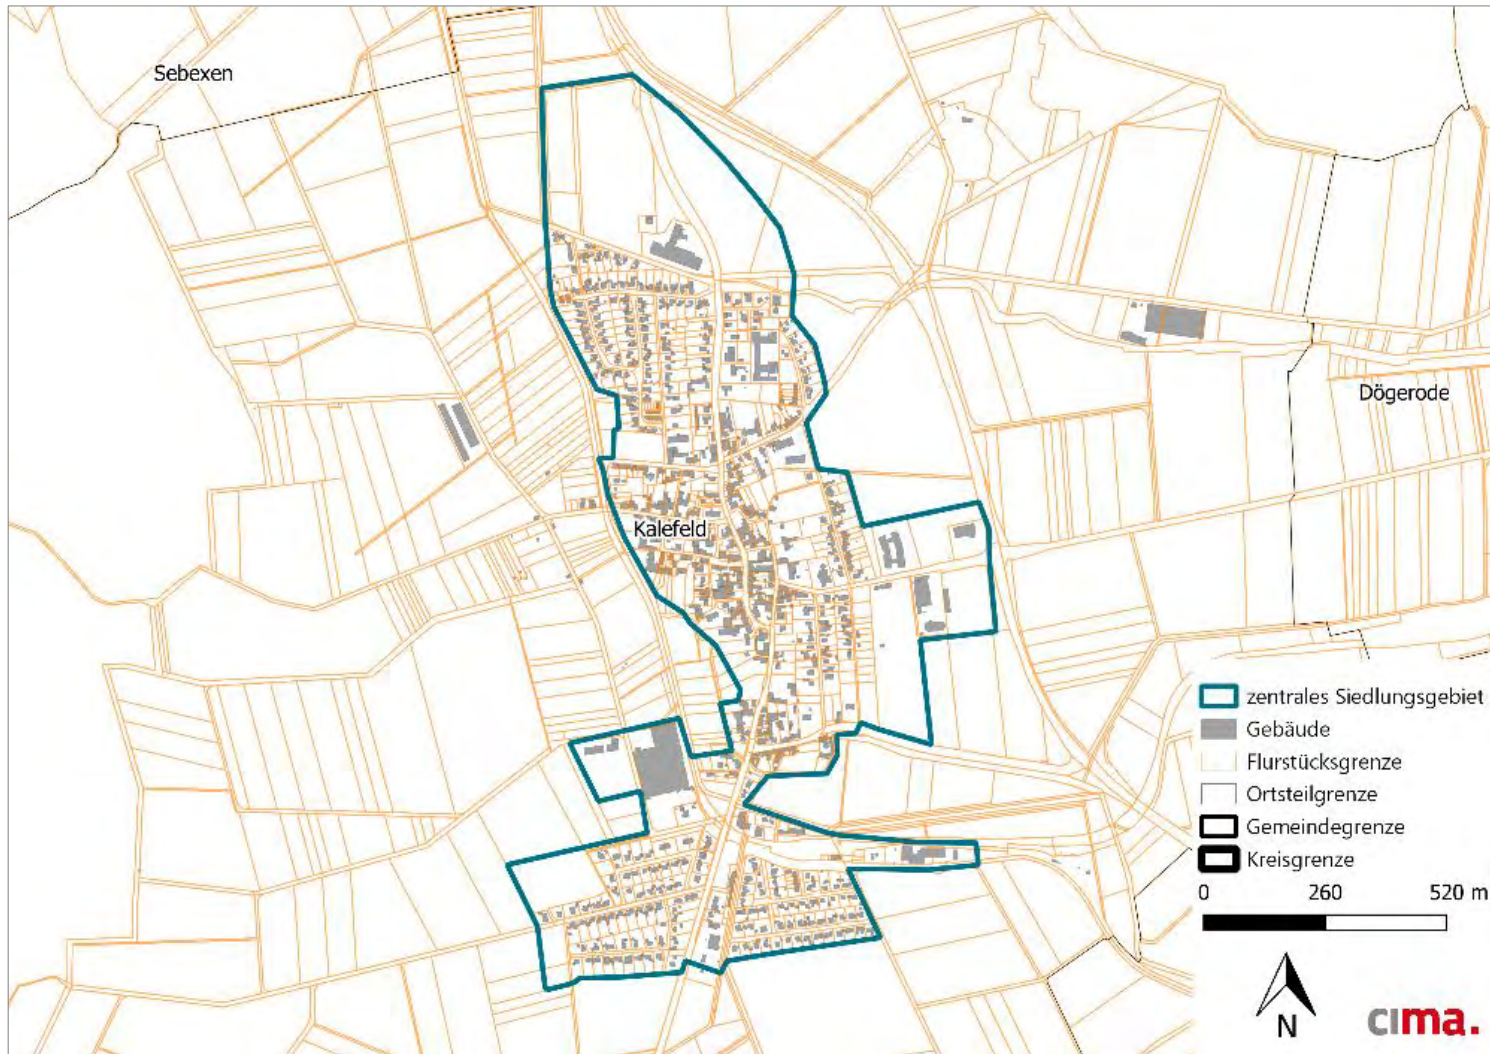 Sebexen
Dögerode
Kalefeld
zentrales Siedlungsgebiet
Gebäude
Flurstücksgrenze
Ortsteilgrenze
Gemeindegrenze
Kreisgrenze
0 260 520 m
N
cima.